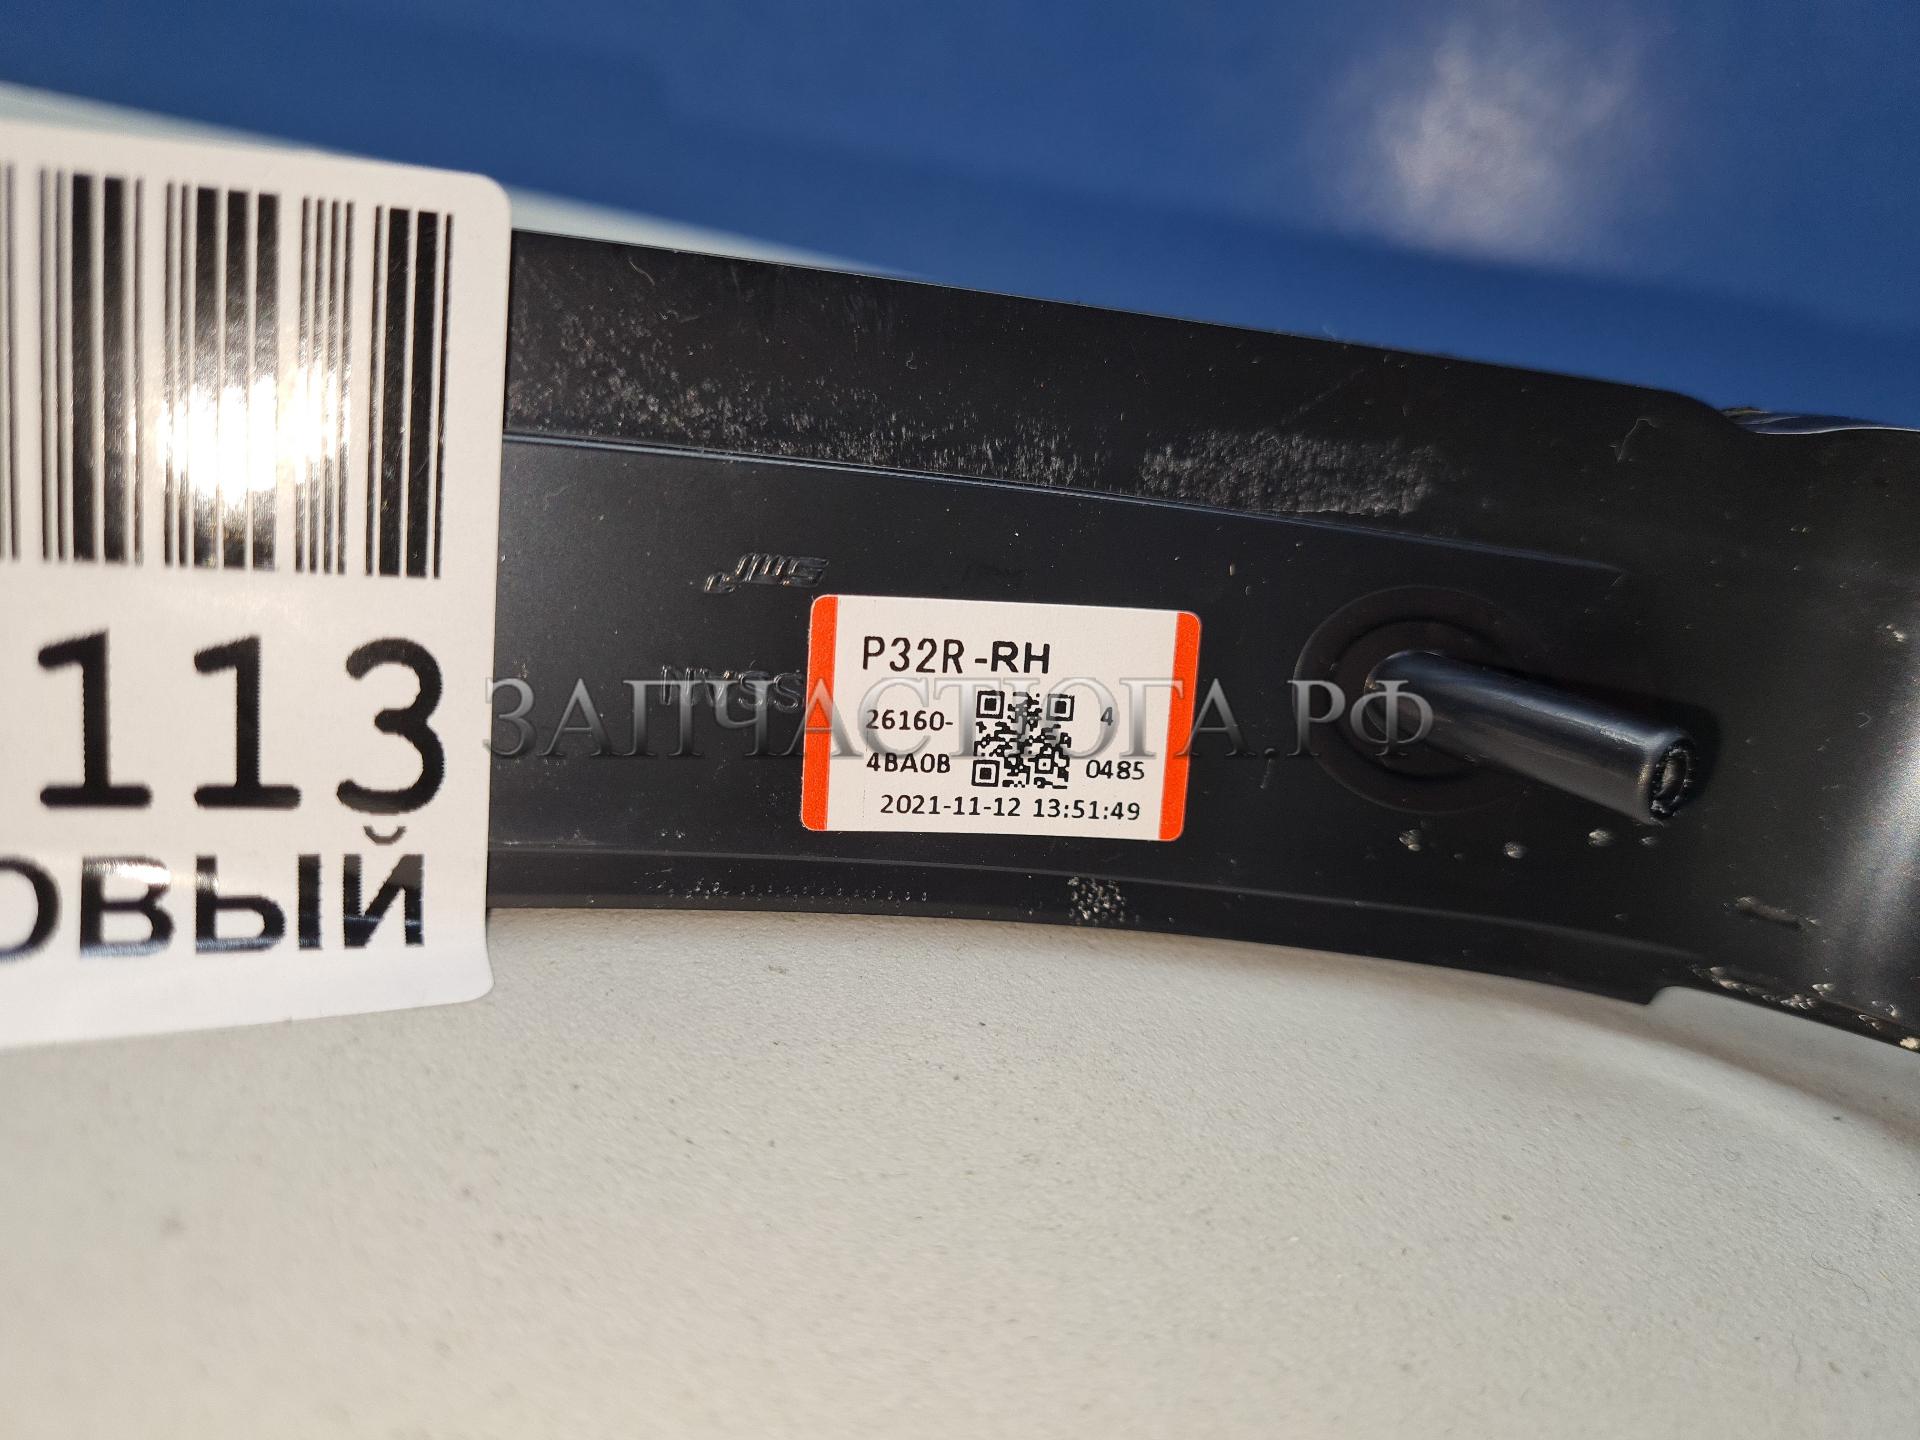 113
ОВЫЙ
P32R-RH
26160-
4
4BA0B
0485
2021-11-12 13:51:49
ЗАПЧАСТЮГА.РФ